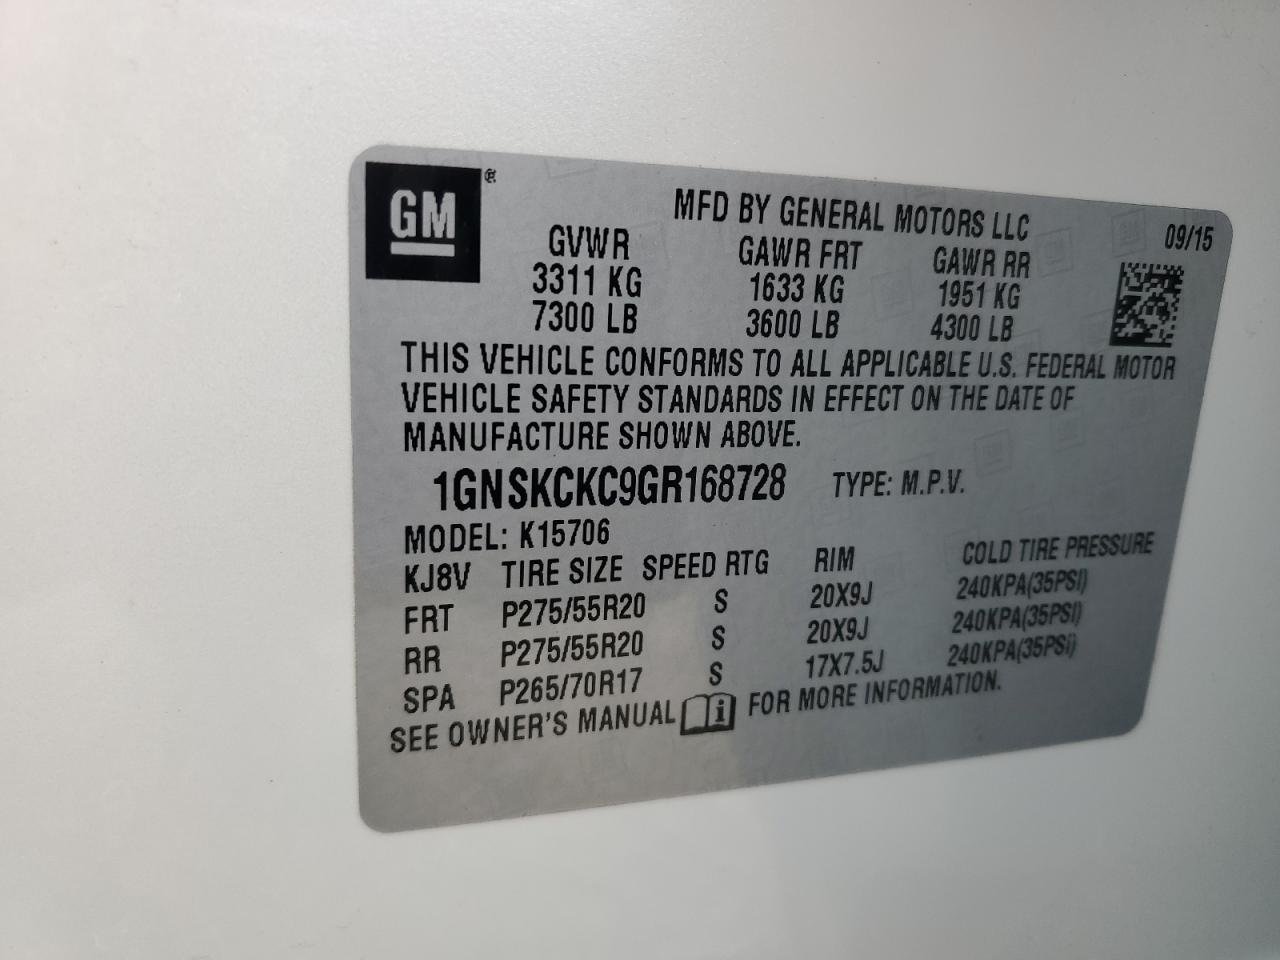 GM ®
MFD BY GENERAL MOTORS LLC
09/15
GVWR GAWR FRT GAWR RR
3311 KG 1633 KG 1951 KG
7300 LB 3600 LB 4300 LB
THIS VEHICLE CONFORMS TO ALL APPLICABLE U.S. FEDERAL MOTOR
VEHICLE SAFETY STANDARDS IN EFFECT ON THE DATE OF
MANUFACTURE SHOWN ABOVE.
1GNSKCKC9GR168728 TYPE: M.P.V.
MODEL: K15706
KJ8V TIRE SIZE SPEED RTG RIM COLD TIRE PRESSURE
FRT P275/55R20 S 20X9J 240KPA(35PSI)
RR P275/55R20 S 20X9J 240KPA(35PSI)
SPA P265/70R17 S 17X7.5J 240KPA(35PSI)
SEE OWNER'S MANUAL i FOR MORE INFORMATION.